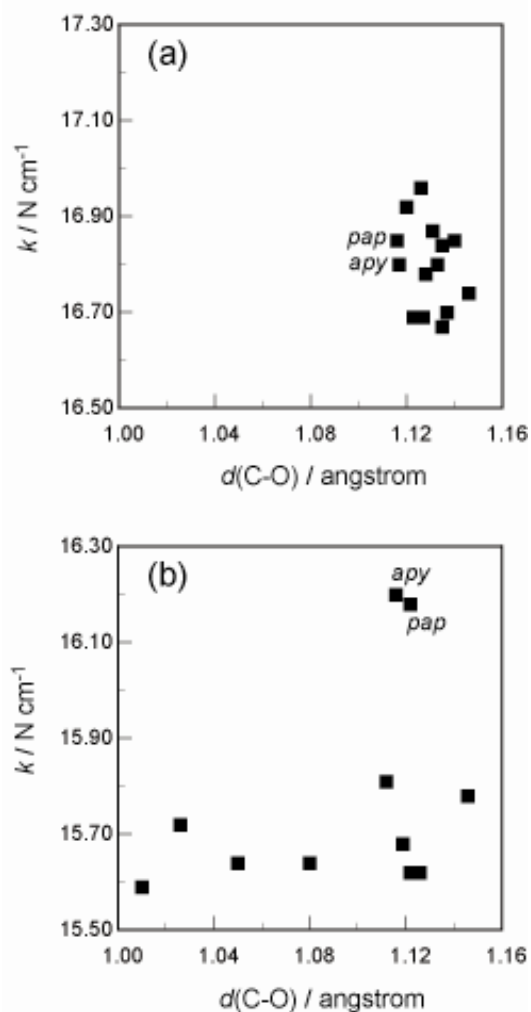 17.30
(a)
17.10
16.90
pap
apy
16.70
16.50
1.00 1.04 1.08 1.12 1.16
k / N cm⁻¹
d(C-O) / angstrom
16.30
(b)
apy
pap
16.10
15.90
15.70
15.50
1.00 1.04 1.08 1.12 1.16
k / N cm⁻¹
d(C-O) / angstrom